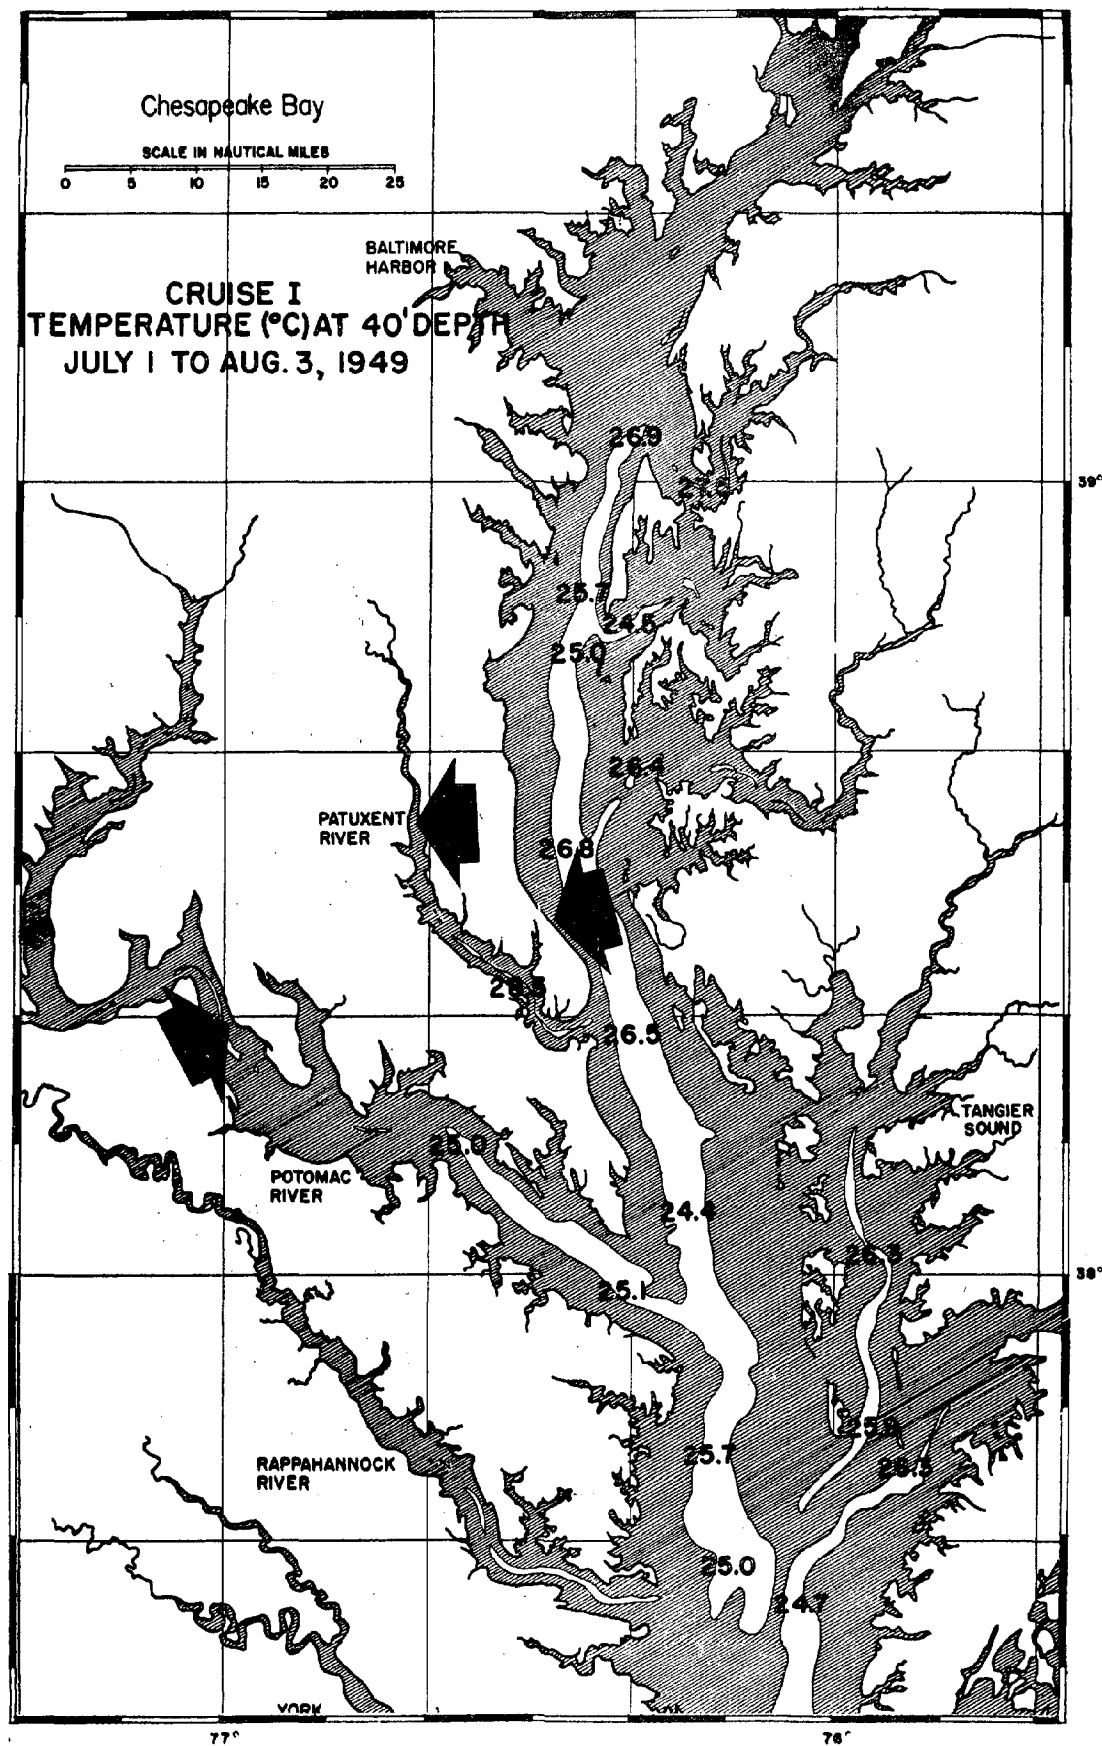 Chesapeake Bay
SCALE IN NAUTICAL MILES
0 5 10 15 20 25
BALTIMORE
HARBOR
CRUISE I
TEMPERATURE (°C) AT 40' DEPTH
JULY 1 TO AUG. 3, 1949
26.9
39°
25.7
24.5
25.0
26.4
PATUXENT
RIVER
26.8
26.5
TANGIER
SOUND
25.0
POTOMAC
RIVER
24.4
26.3
38°
25.1
25.7
RAPPAHANNOCK
RIVER
25.0
24.7
YORK
77°
76°